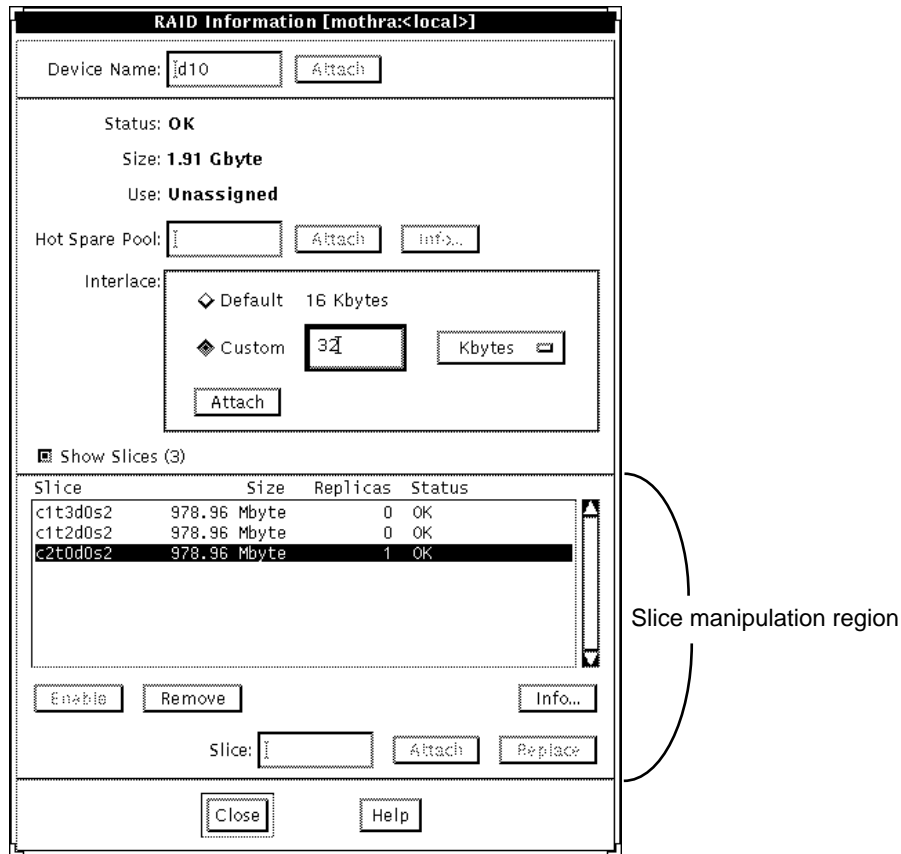 RAID Information [mothra:<local>]
Device Name: d10 Attach
Status: OK
Size: 1.91 Gbyte
Use: Unassigned
Hot Spare Pool: Attach Info...
Interlace:
Default 16 Kbytes
Custom 32 Kbytes
Attach
Show Slices (3)
Slice Size Replicas Status
c1t3d0s2 978.96 Mbyte 0 OK
c1t2d0s2 978.96 Mbyte 0 OK
c2t0d0s2 978.96 Mbyte 1 OK
Slice manipulation region
Enable Remove Info...
Slice: Attach Replace
Close Help